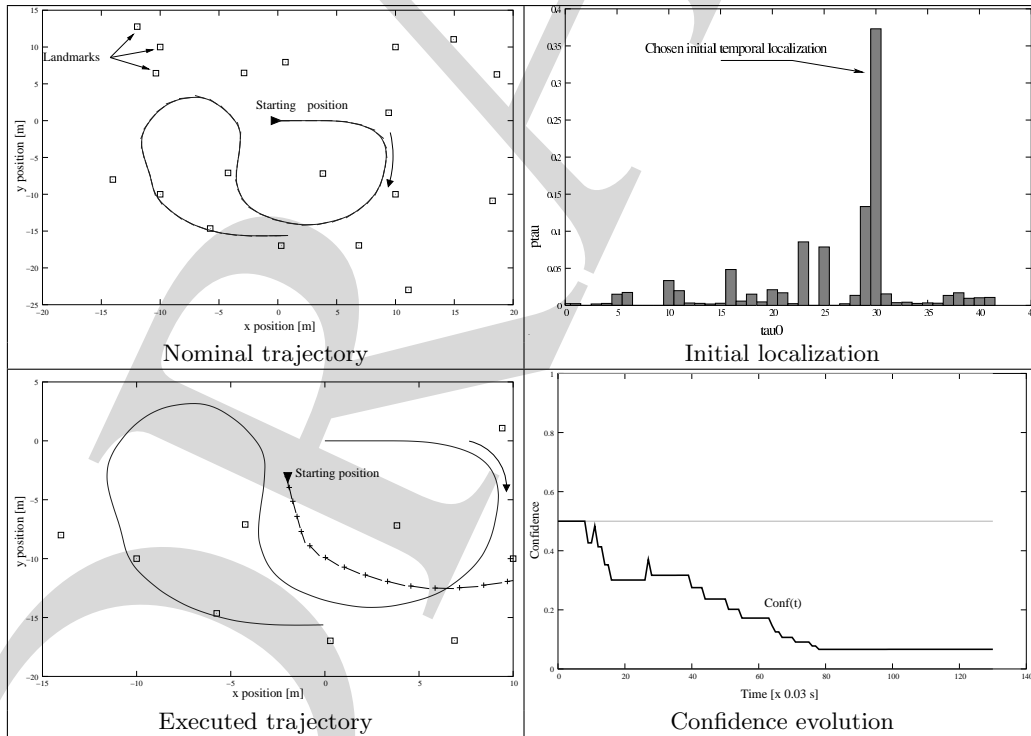 15
10
5
0
−5
−10
−15
−20
−25
−20 −15 −10 −5 0 5 10 15 20
y position [m]
x position [m]
Landmarks
Starting position
Nominal trajectory
0.4
0.35
0.3
0.25
0.2
0.15
0.1
0.05
0
0 5 10 15 20 25 30 35 40 45
ptau
tau0
Chosen initial temporal localization
Initial localization
5
0
−5
−10
−15
−20
−15 −10 −5 0 5 10
y position [m]
x position [m]
Starting position
Executed trajectory
1
0.8
0.6
0.4
0.2
0
0 20 40 60 80 100 120 140
Confidence
Time [x 0.03 s]
Conf(t)
Confidence evolution